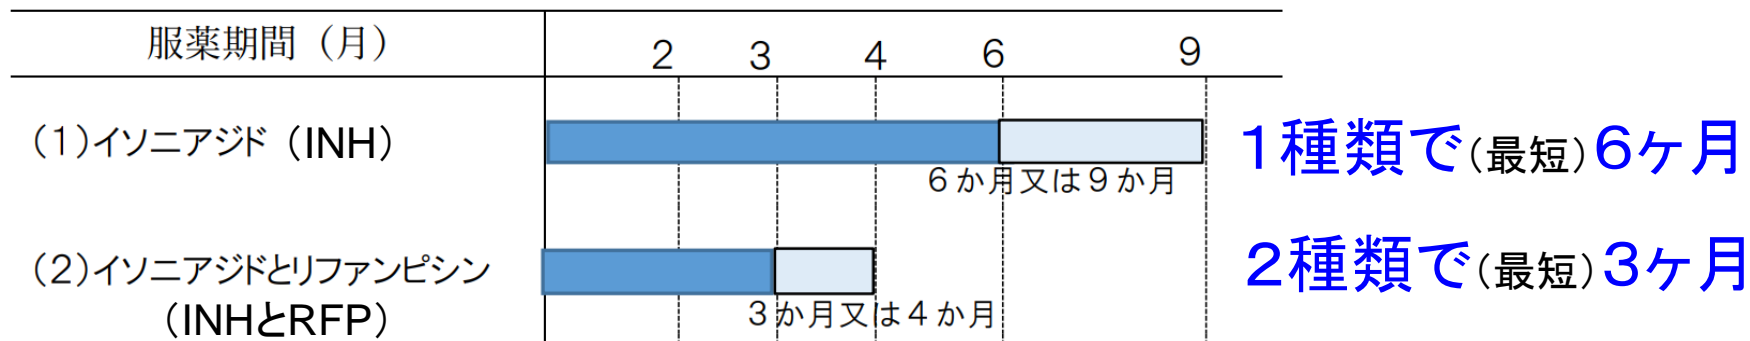 服薬期間（月）
2 3 4 6 9
（１）イソニアジド（INH）
１種類で（最短）６ヶ月
６か月又は９か月
（２）イソニアジドとリファンピシン
（INHとRFP）
２種類で（最短）３ヶ月
３か月又は４か月